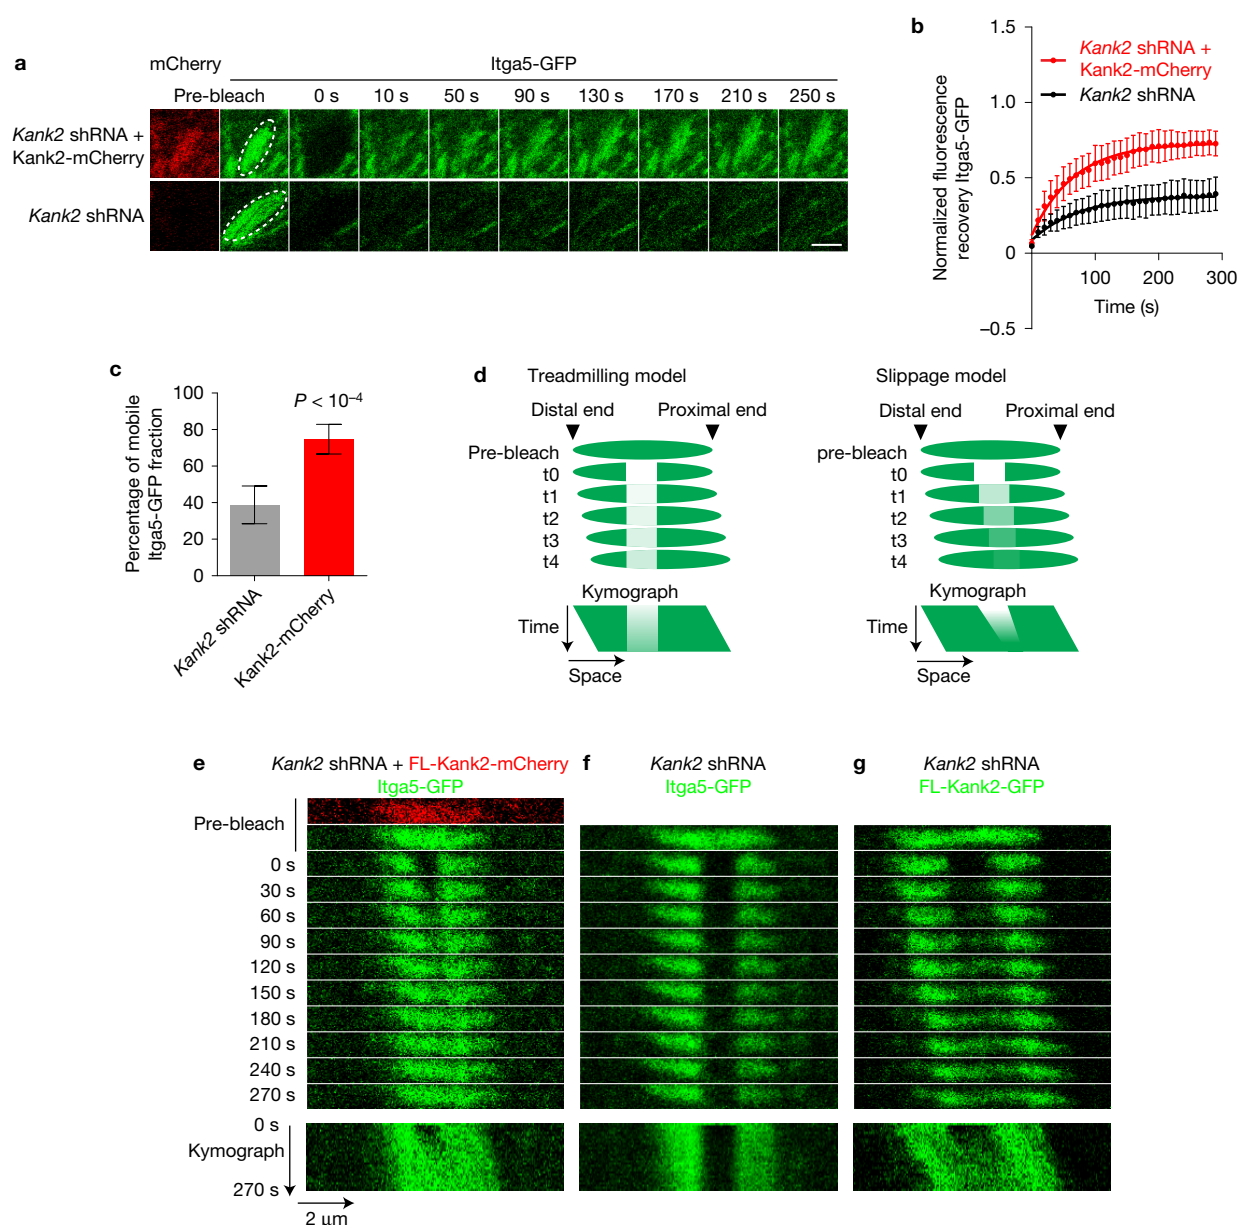 a
mCherry
Itga5-GFP
Pre-bleach
0 s
10 s
50 s
90 s
130 s
170 s
210 s
250 s
Kank2 shRNA +
Kank2-mCherry
Kank2 shRNA
b
Normalized fluorescence
recovery Itga5-GFP
1.5
1.0
0.5
0
−0.5
100
200
300
Time (s)
Kank2 shRNA +
Kank2-mCherry
Kank2 shRNA
c
Percentage of mobile
Itga5-GFP fraction
100
80
60
40
20
0
P < 10⁻⁴
Kank2 shRNA
Kank2-mCherry
d
Treadmilling model
Distal end
Proximal end
Pre-bleach
t0
t1
t2
t3
t4
Kymograph
Time
Space
Slippage model
Distal end
Proximal end
pre-bleach
t0
t1
t2
t3
t4
Kymograph
Time
Space
e
Kank2 shRNA + FL-Kank2-mCherry
Itga5-GFP
f
Kank2 shRNA
Itga5-GFP
g
Kank2 shRNA
FL-Kank2-GFP
Pre-bleach
0 s
30 s
60 s
90 s
120 s
150 s
180 s
210 s
240 s
270 s
0 s
Kymograph
270 s
2 μm